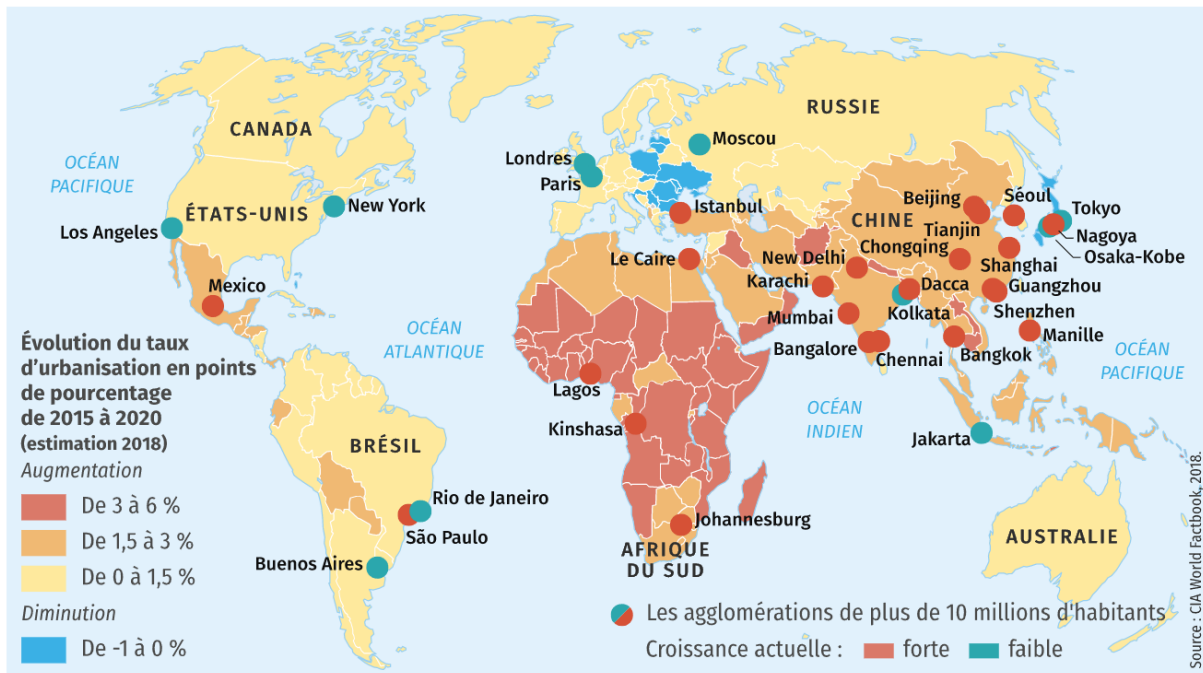 CANADA
RUSSIE
OCÉAN
PACIFIQUE
Londres
Paris
Moscou
ÉTATS-UNIS
New York
Los Angeles
Istanbul
Beijing
Séoul
Tokyo
CHINE
Tianjin
Nagoya
Osaka-Kobe
Chongqing
New Delhi
Le Caire
Karachi
Shanghai
Mexico
Dacca
Guangzhou
Kolkata
Shenzhen
Mumbai
Manille
Bangalore
Chennai
Bangkok
OCÉAN
ATLANTIQUE
OCÉAN
PACIFIQUE
Lagos
Kinshasa
OCÉAN
INDIEN
Jakarta
BRÉSIL
Rio de Janeiro
São Paulo
Buenos Aires
Johannesburg
AFRIQUE
DU SUD
AUSTRALIE
Évolution du taux
d'urbanisation en points
de pourcentage
de 2015 à 2020
(estimation 2018)
Augmentation
De 3 à 6 %
De 1,5 à 3 %
De 0 à 1,5 %
Diminution
De -1 à 0 %
Les agglomérations de plus de 10 millions d'habitants
Croissance actuelle : forte faible
Source : CIA World Factbook, 2018.